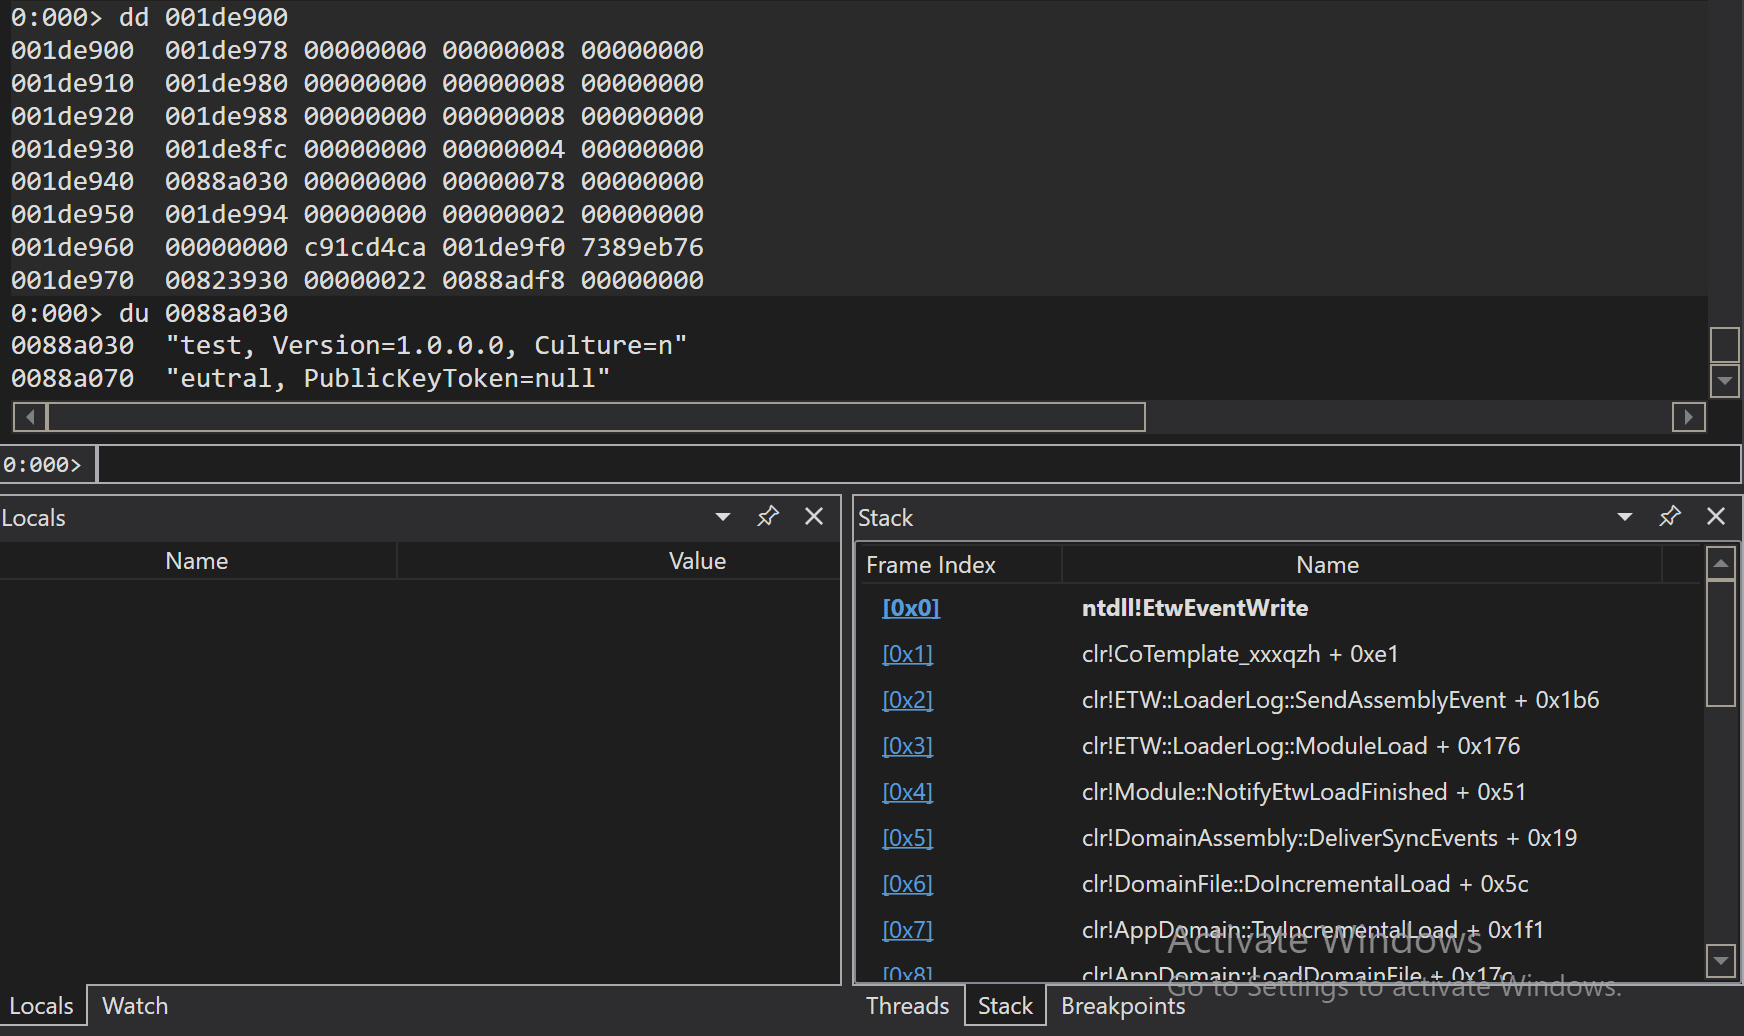 0:000> dd 001de900
001de900  001de978 00000000 00000008 00000000
001de910  001de980 00000000 00000008 00000000
001de920  001de988 00000000 00000008 00000000
001de930  001de8fc 00000000 00000004 00000000
001de940  0088a030 00000000 00000078 00000000
001de950  001de994 00000000 00000002 00000000
001de960  00000000 c91cd4ca 001de9f0 7389eb76
001de970  00823930 00000022 0088adf8 00000000
0:000> du 0088a030
0088a030  "test, Version=1.0.0.0, Culture=n"
0088a070  "eutral, PublicKeyToken=null"
0:000>
Locals
Name Value
Locals Watch
Stack
Frame Index Name
[0x0] ntdll!EtwEventWrite
[0x1] clr!CoTemplate_xxxqzh + 0xe1
[0x2] clr!ETW::LoaderLog::SendAssemblyEvent + 0x1b6
[0x3] clr!ETW::LoaderLog::ModuleLoad + 0x176
[0x4] clr!Module::NotifyEtwLoadFinished + 0x51
[0x5] clr!DomainAssembly::DeliverSyncEvents + 0x19
[0x6] clr!DomainFile::DoIncrementalLoad + 0x5c
[0x7] clr!AppDomain::TryIncrementalLoad + 0x1f1
[0x8] clr!AppDomain::LoadDomainFile + 0x17c
Activate Windows
Go to Settings to activate Windows.
Threads Stack Breakpoints